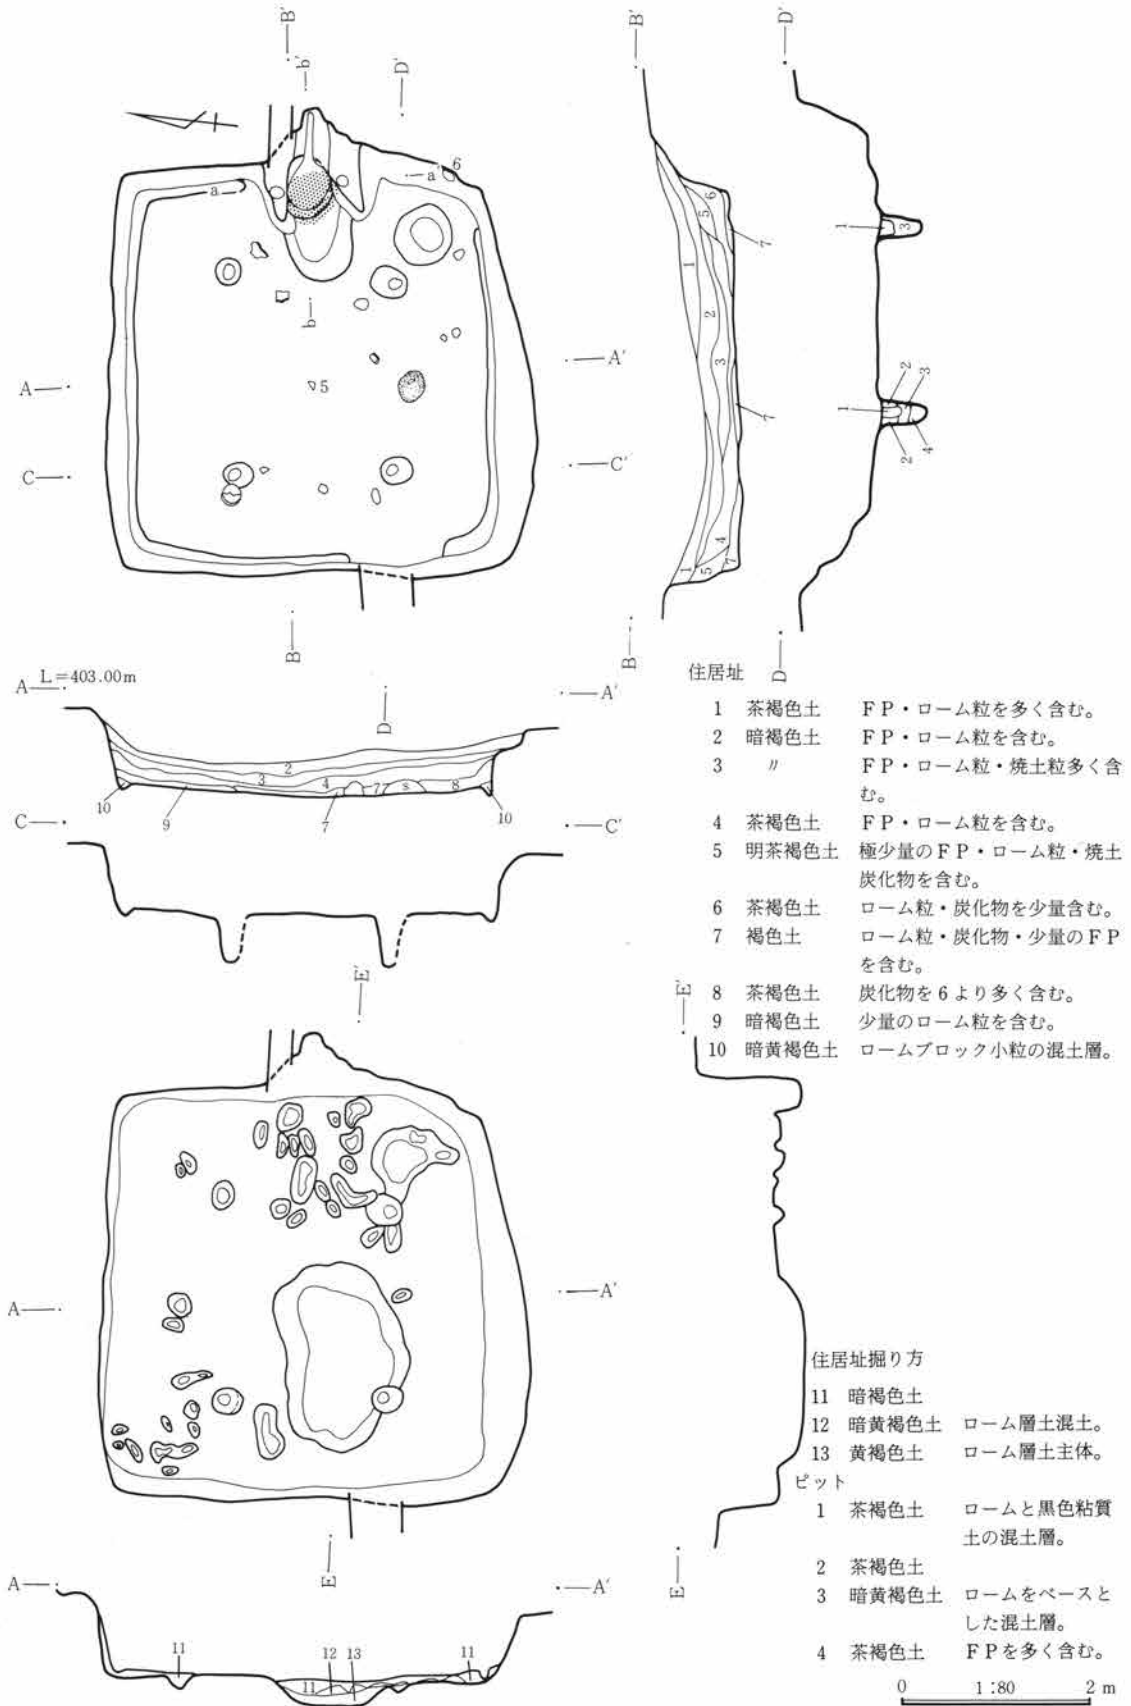 B'
b'
D'
B'
D'
6
a
a'
b
A
A'
5
C
C'
B
1
2
3
4
5
6
7
7
1
5
7
1
3
1
2
3
2
4
B
D
A L=403.00m
A'
D
2
3
4
7
s
8
10
9
7
10
C
C'
住居址
1 茶褐色土 FP・ローム粒を多く含む。
2 暗褐色土 FP・ローム粒を含む。
3 〃 FP・ローム粒・焼土粒多く含
む。
4 茶褐色土 FP・ローム粒を含む。
5 明茶褐色土 極少量のFP・ローム粒・焼土
炭化物を含む。
6 茶褐色土 ローム粒・炭化物を少量含む。
7 褐色土 ローム粒・炭化物・少量のFP
を含む。
8 茶褐色土 炭化物を6より多く含む。
9 暗褐色土 少量のローム粒を含む。
10 暗黄褐色土 ロームブロック小粒の混土層。
E'
E'
A
A'
E
E
A
A'
11
12
13
11
11
住居址掘り方
11 暗褐色土
12 暗黄褐色土 ローム層土混土。
13 黄褐色土 ローム層土主体。
ピット
1 茶褐色土 ロームと黒色粘質
土の混土層。
2 茶褐色土
3 暗黄褐色土 ロームをベースと
した混土層。
4 茶褐色土 FPを多く含む。
0 1:80 2m